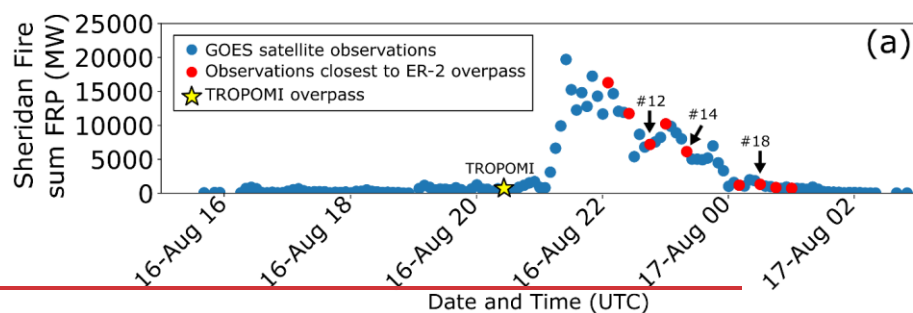 25000
20000
15000
10000
5000
0
Sheridan Fire
sum FRP (MW)
GOES satellite observations
Observations closest to ER-2 overpass
TROPOMI overpass
(a)
#12
#14
#18
TROPOMI
16-Aug 16
16-Aug 18
16-Aug 20
16-Aug 22
17-Aug 00
17-Aug 02
Date and Time (UTC)